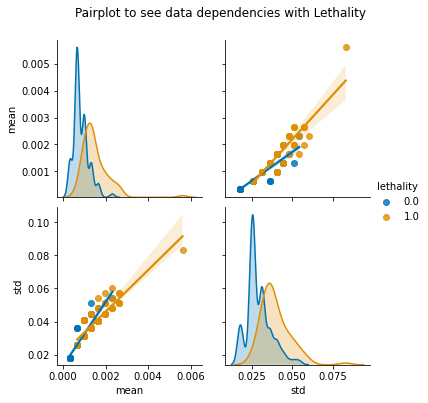 Pairplot to see data dependencies with Lethality
0.005
0.004
0.003
0.002
0.001
mean
lethality
0.0
1.0
0.10
0.08
0.06
0.04
0.02
std
0.000 0.002 0.004 0.006
mean
0.025 0.050 0.075
std